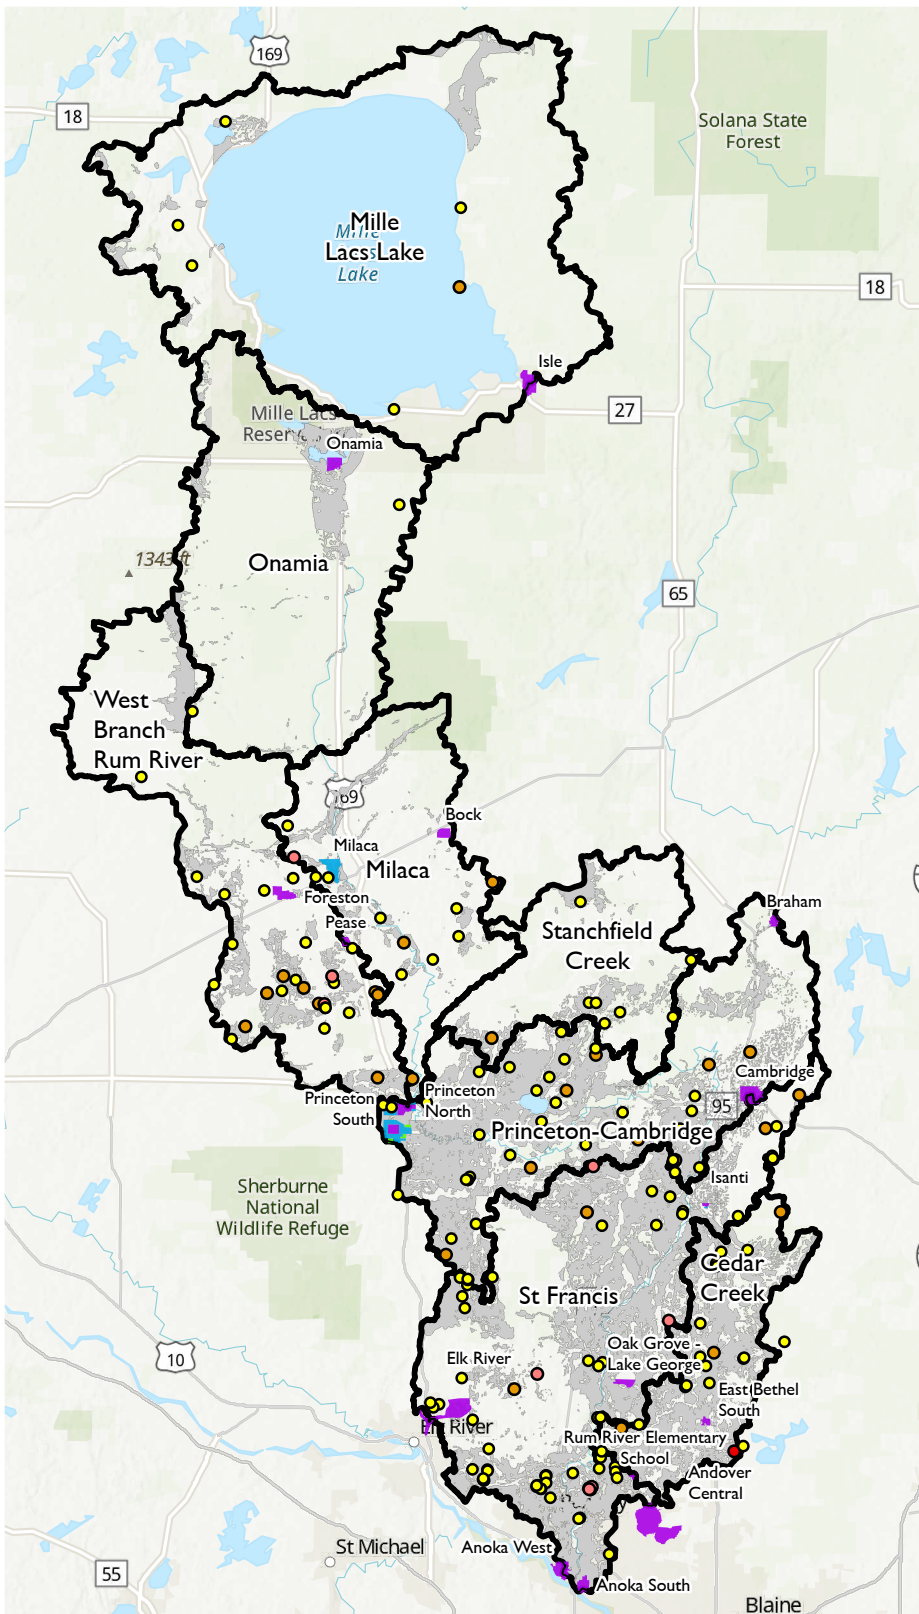 169
18
Solana State
Forest
Mille
Lacs Lake
Lake
18
Isle
27
Mille Lacs
Onamia
Onamia
1343 ft
65
West
Branch
Rum River
169
Bock
Milaca
Milaca
Foreston
Pease
Braham
Stanchfield
Creek
Cambridge
Princeton
South
Princeton
North
95
Princeton-Cambridge
Isanti
Sherburne
National
Wildlife Refuge
Cedar
Creek
St Francis
10
Oak Grove -
Lake George
Elk River
East Bethel
South
Elk River
Rum River Elementary
School
Andover
Central
St Michael
Anoka West
55
Anoka South
Blaine